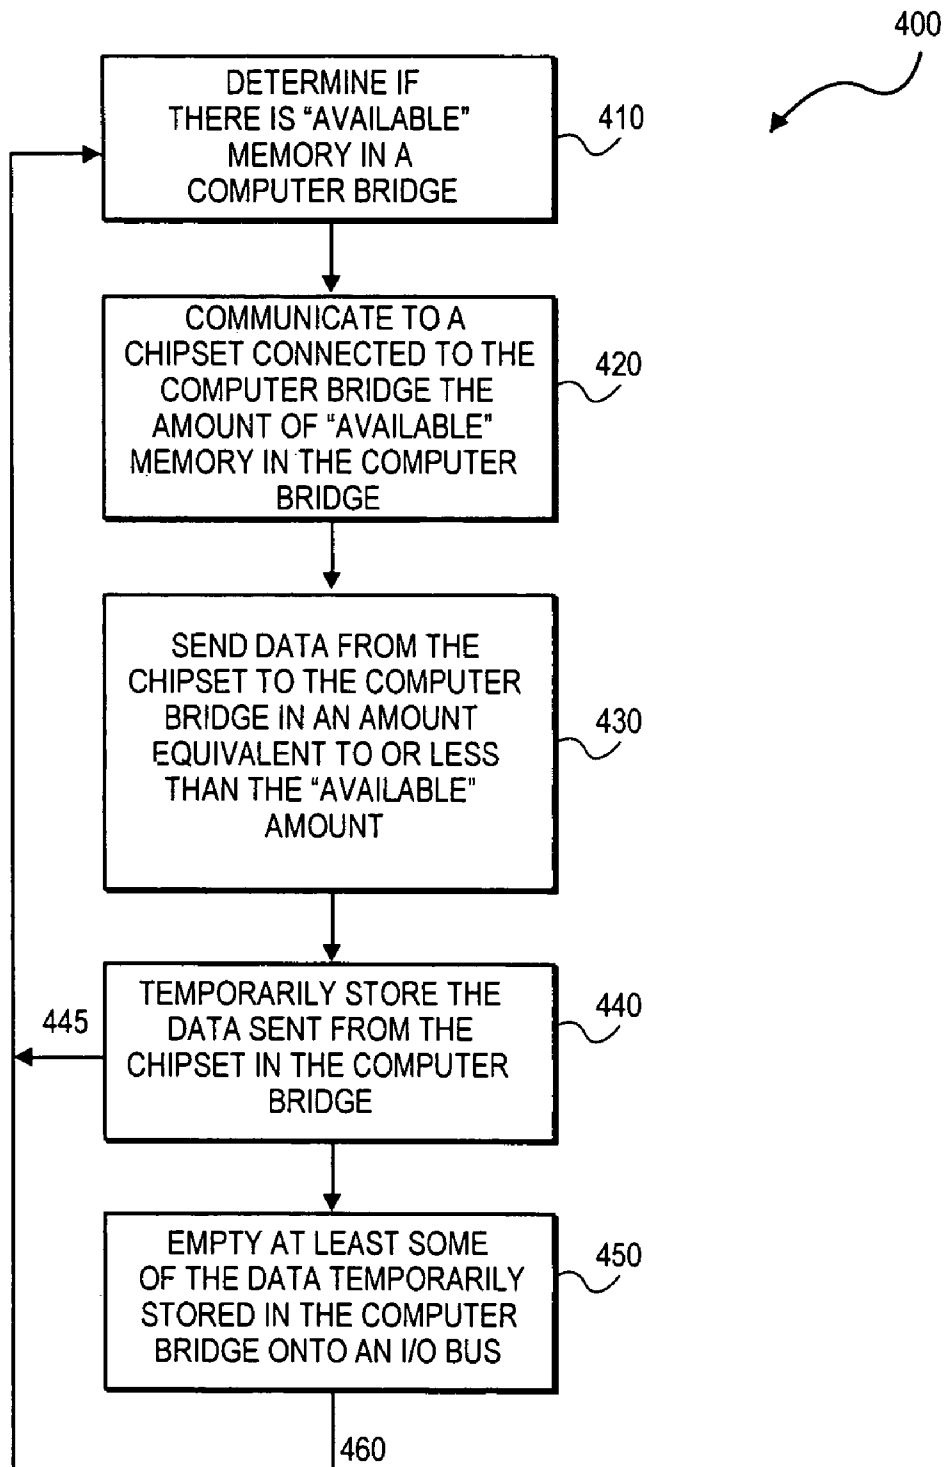 400
DETERMINE IF
THERE IS "AVAILABLE"
MEMORY IN A
COMPUTER BRIDGE
410
COMMUNICATE TO A
CHIPSET CONNECTED TO THE
COMPUTER BRIDGE THE
AMOUNT OF "AVAILABLE"
MEMORY IN THE COMPUTER
BRIDGE
420
SEND DATA FROM THE
CHIPSET TO THE COMPUTER
BRIDGE IN AN AMOUNT
EQUIVALENT TO OR LESS
THAN THE "AVAILABLE"
AMOUNT
430
TEMPORARILY STORE THE
DATA SENT FROM THE
CHIPSET IN THE COMPUTER
BRIDGE
440
445
EMPTY AT LEAST SOME
OF THE DATA TEMPORARILY
STORED IN THE COMPUTER
BRIDGE ONTO AN I/O BUS
450
460